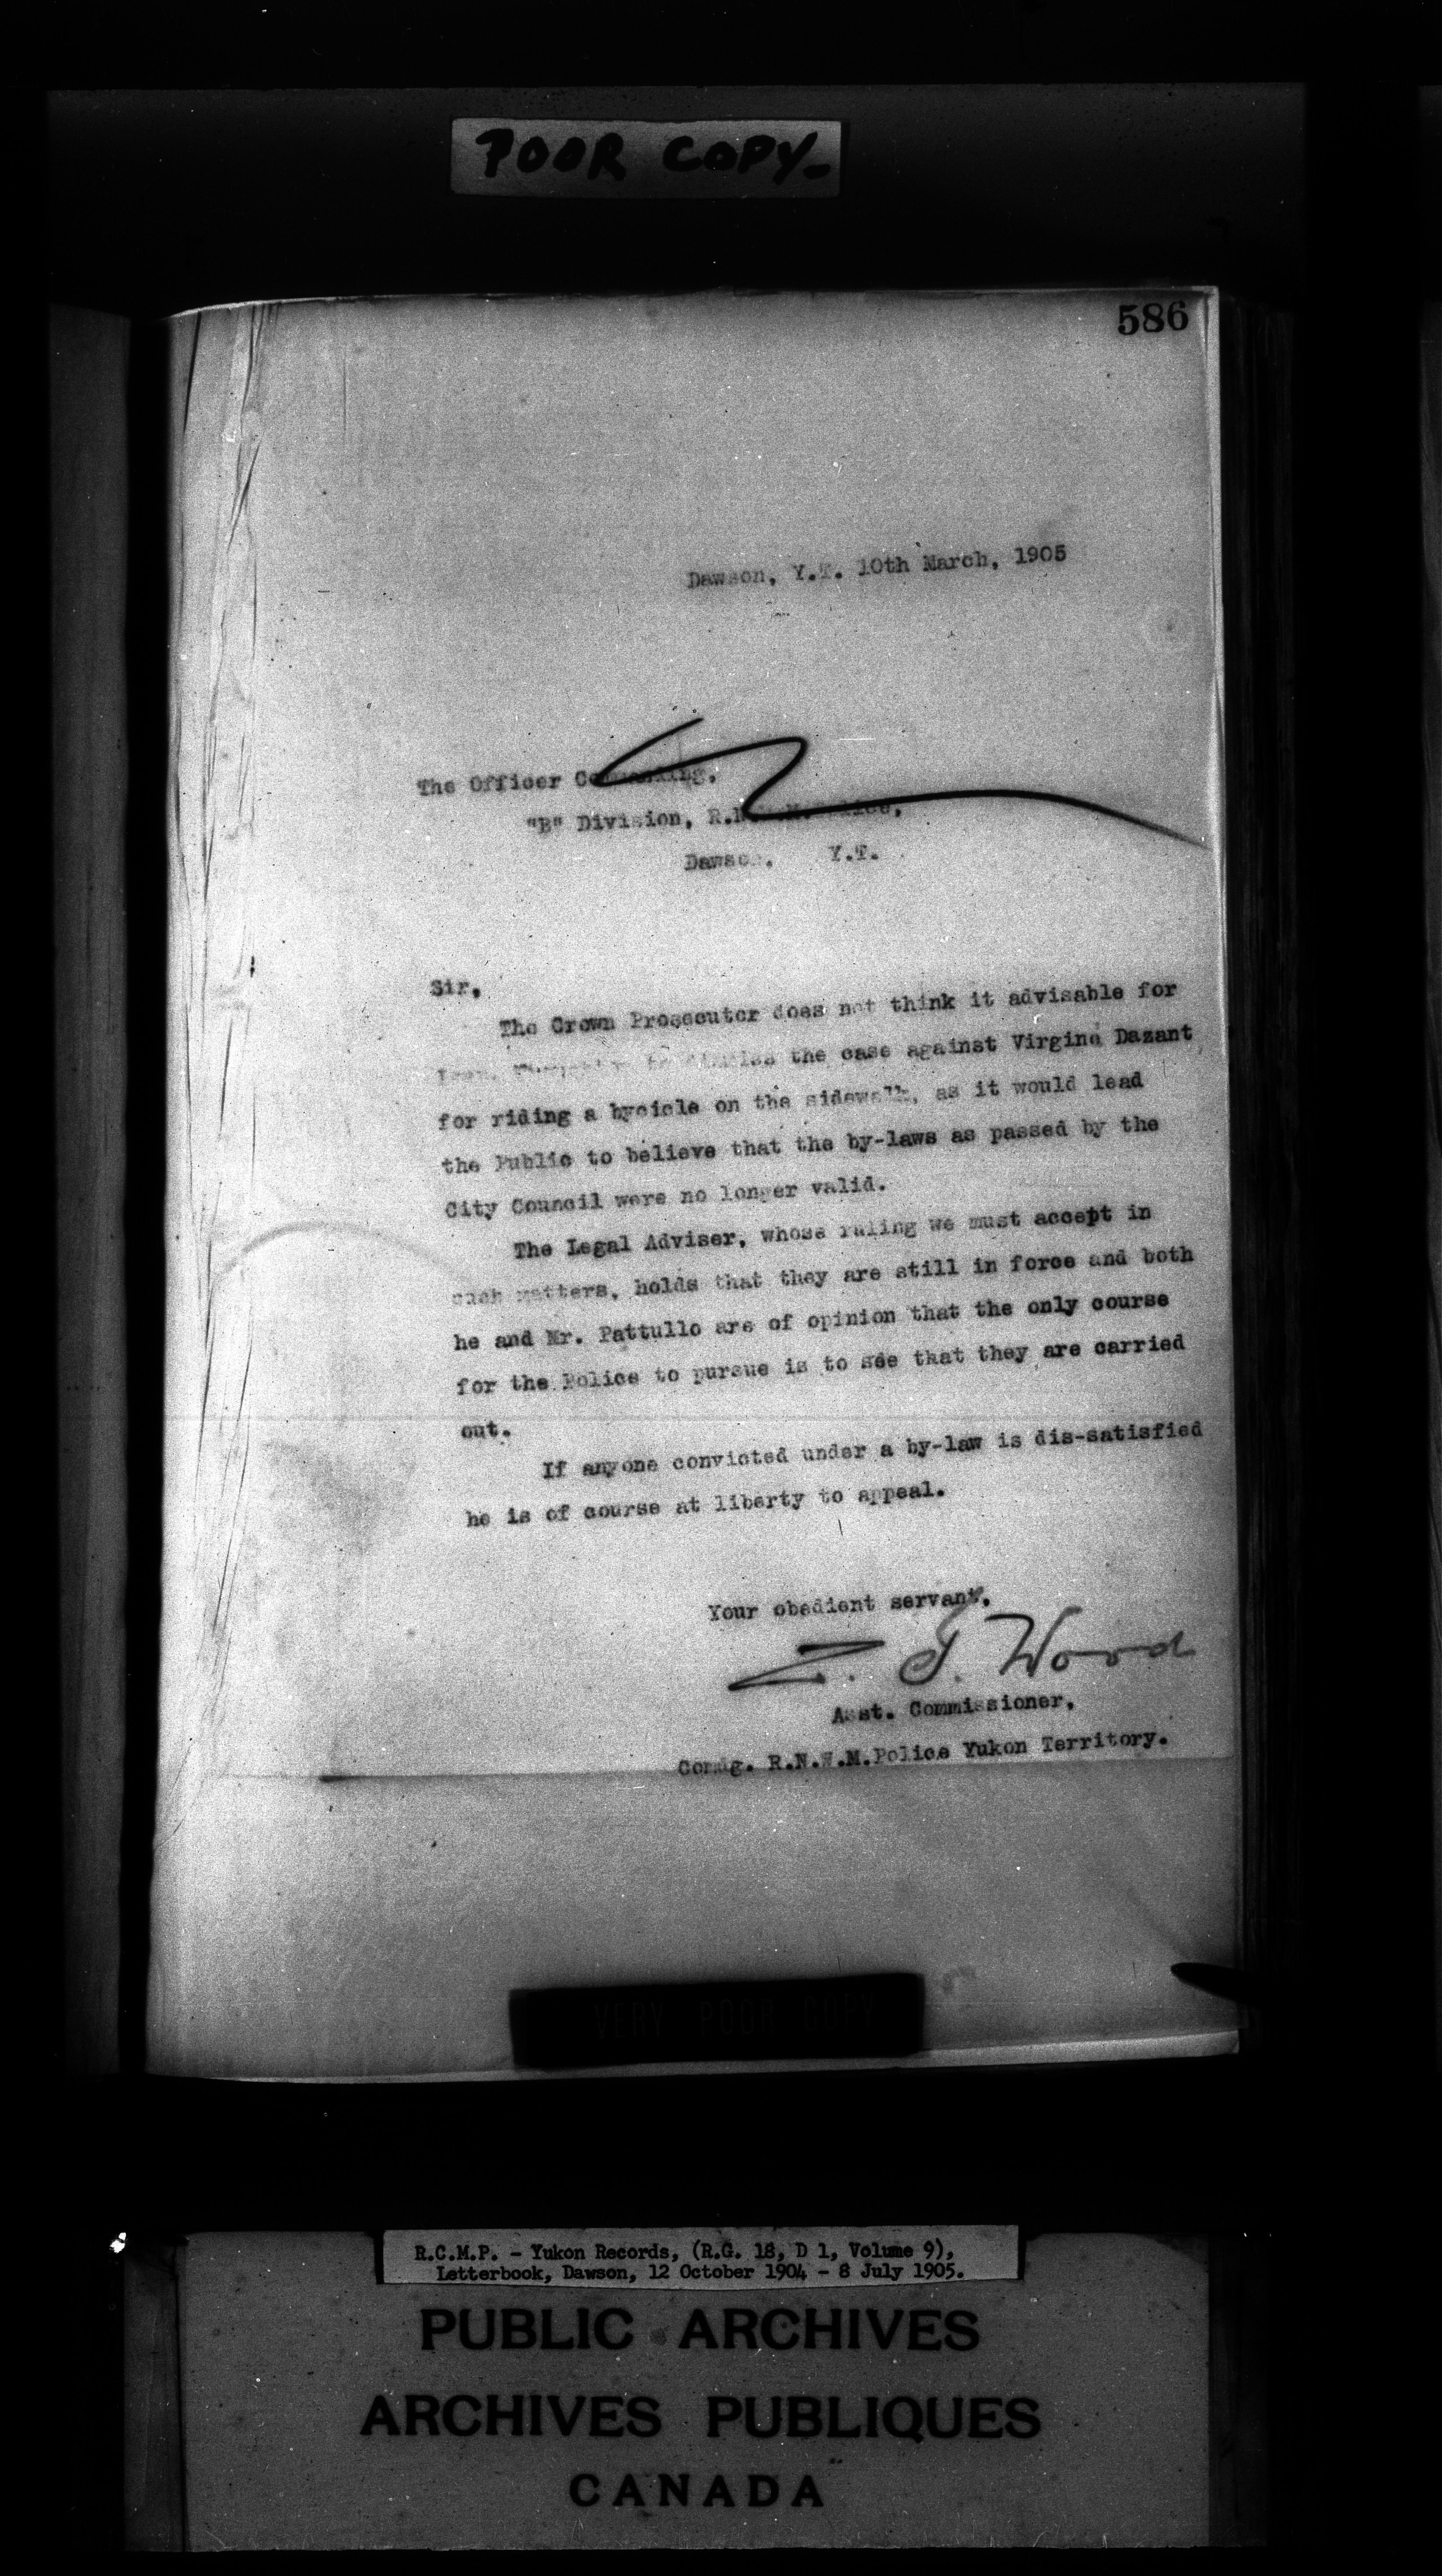 POOR COPY-
586
Dawson, Y.T. 10th March, 1905
The Officer Commanding,
"B" Division, R.N.W.M. Police,
Dawson. Y.T.
Sir,
The Crown Prosecutor does not think it advisable for
the case against Virgine Dazant
for riding a bycicle on the sidewalk, as it would lead
the Public to believe that the by-laws as passed by the
City Council were no longer valid.
The Legal Adviser, whose ruling we must accept in
such matters, holds that they are still in force and both
he and Mr. Pattullo are of opinion that the only course
for the Police to pursue is to see that they are carried
out.
If anyone convicted under a by-law is dis-satisfied
he is of course at liberty to appeal.
Your obedient servant,
Z. T. Wood
Asst. Commissioner,
Comdg. R.N.W.M.Police Yukon Territory.
VERY POOR COPY
R.C.M.P. - Yukon Records, (R.G. 18, D 1, Volume 9),
Letterbook, Dawson, 12 October 1904 - 8 July 1905.
PUBLIC ARCHIVES
ARCHIVES PUBLIQUES
CANADA